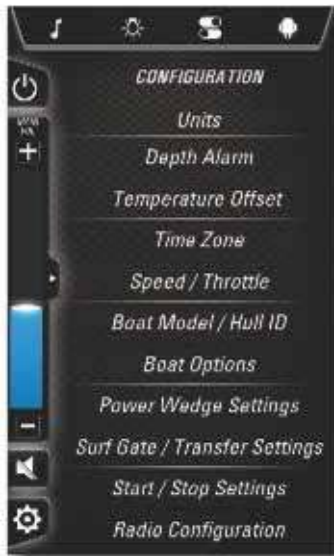 CONFIGURATION
Units
Depth Alarm
Temperature Offset
Time Zone
Speed / Throttle
Boat Model / Hull ID
Boat Options
Power Wedge Settings
Surf Gate / Transfer Settings
Start / Stop Settings
Radio Configuration